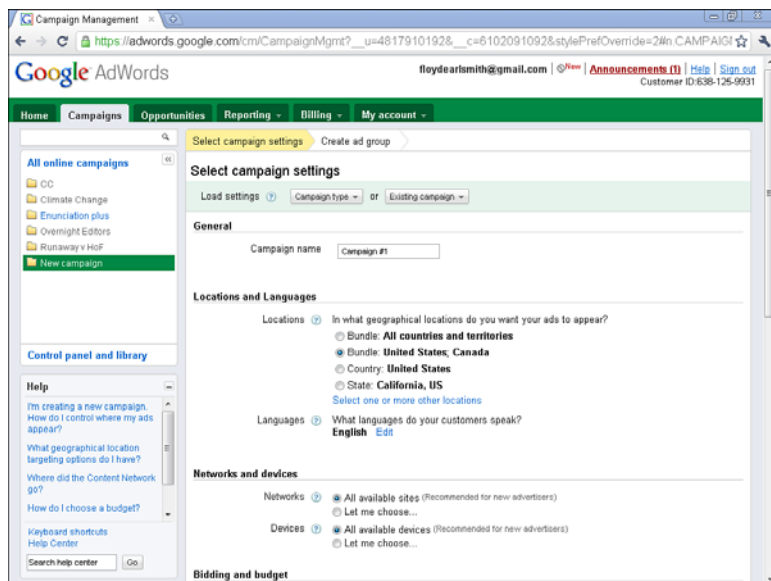 Campaign Management
https://adwords.google.com/cm/CampaignMgmt?__u=4817910192&__c=6102091092&stylePrefOverride=2#n.CAMPAIG
Google AdWords
floydearlsmith@gmail.com | New | Announcements (1) | Help | Sign out
Customer ID:638-125-9931
Home Campaigns Opportunities Reporting Billing My account
Select campaign settings Create ad group
All online campaigns
CC
Climate Change
Enunciation plus
Overnight Editors
Runaway v HoF
New campaign
Control panel and library
Help
I'm creating a new campaign.
How do I control where my ads
appear?
What geographical location
targeting options do I have?
Where did the Content Network
go?
How do I choose a budget?
Keyboard shortcuts
Help Center
Search help center Go
Select campaign settings
Load settings ? Campaign type or Existing campaign
General
Campaign name Campaign #1
Locations and Languages
Locations ? In what geographical locations do you want your ads to appear?
Bundle: All countries and territories
Bundle: United States; Canada
Country: United States
State: California, US
Select one or more other locations
Languages ? What languages do your customers speak?
English Edit
Networks and devices
Networks ? All available sites (Recommended for new advertisers)
Let me choose...
Devices ? All available devices (Recommended for new advertisers)
Let me choose...
Bidding and budget